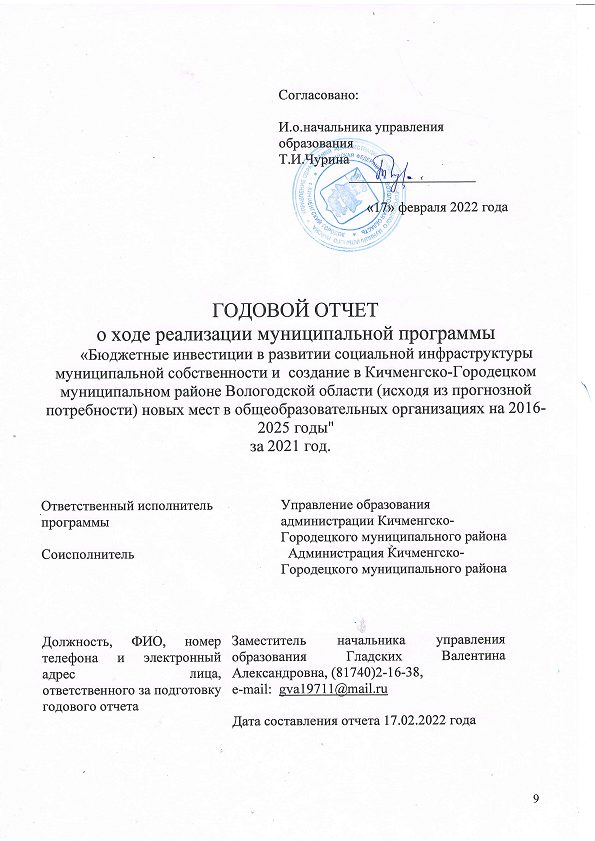 Согласовано:
И.о.начальника управления
образования
Т.И.Чурина
«17» февраля 2022 года
ГОДОВОЙ ОТЧЕТ
о ходе реализации муниципальной программы
«Бюджетные инвестиции в развитии социальной инфраструктуры
муниципальной собственности и создание в Кичменгско-Городецком
муниципальном районе Вологодской области (исходя из прогнозной
потребности) новых мест в общеобразовательных организациях на 2016-
2025 годы"
за 2021 год.
Ответственный исполнитель
программы
Управление образования
администрации Кичменгско-
Городецкого муниципального района
Соисполнитель
Администрация Кичменгско-
Городецкого муниципального района
Должность, ФИО, номер
телефона и электронный
адрес лица,
ответственного за подготовку
годового отчета
Заместитель начальника управления
образования Гладских Валентина
Александровна, (81740)2-16-38,
e-mail: gva19711@mail.ru
Дата составления отчета 17.02.2022 года
9